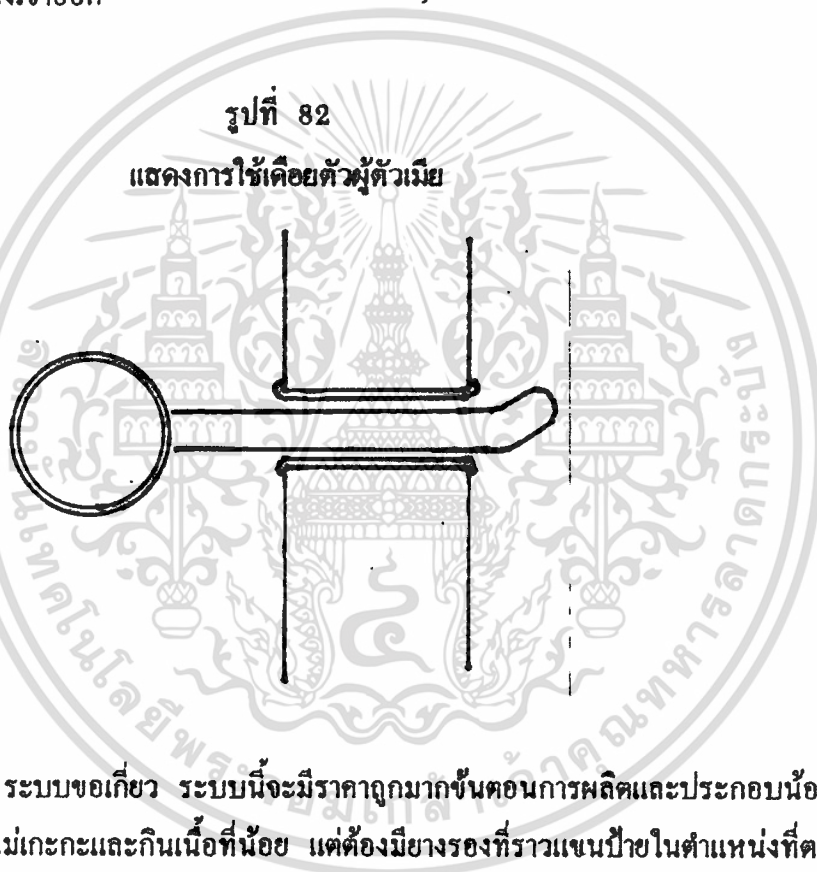 รูปที่ 82
แสดงการใช้เดือยตัวผู้ตัวเมีย
ระบบขอเกี่ยว ระบบนี้จะมีราคาถูกมากขั้นตอนการผลิตและประกอบน้อ
ม่เกะกะและกินเนื้อที่น้อย แต่ต้องมียางรองที่ราวแขนป้ายในตำแหน่งที่ต